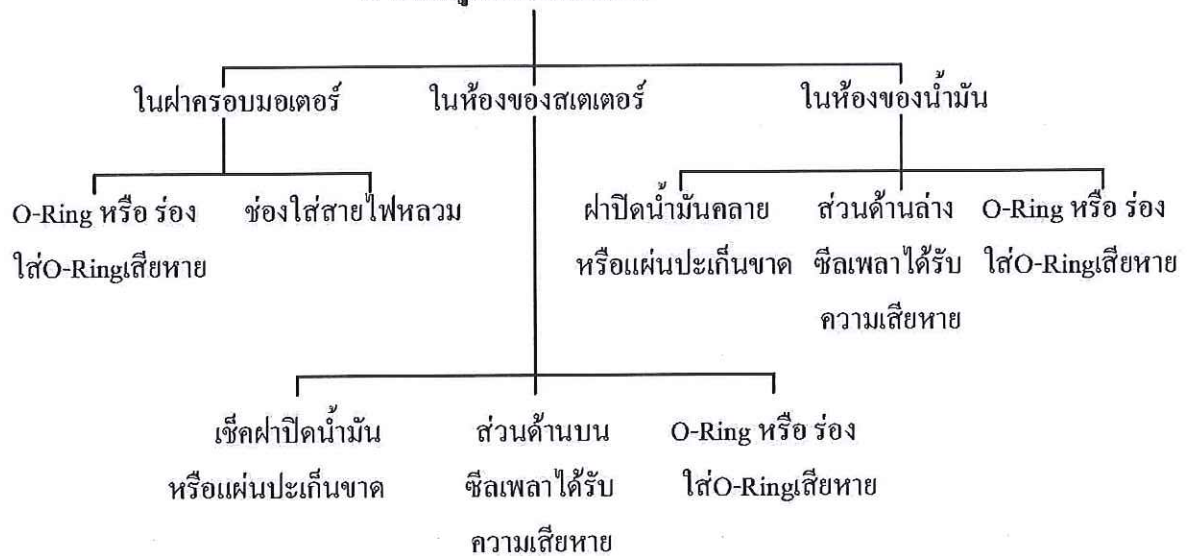 ในฝาครอบมอเตอร์ ในห้องของสเตเตอร์ ในห้องของน้ำมัน
O-Ring หรือ ร่อง
ใส่O-Ringเสียหาย
ช่องใส่สายไฟหลวม
ฝาปิดน้ำมันคลาย
หรือแผ่นปะเก็นขาด
ส่วนด้านล่าง
ซีลเพลาได้รับ
ความเสียหาย
O-Ring หรือ ร่อง
ใส่O-Ringเสียหาย
เช็คฝาปิดน้ำมัน
หรือแผ่นปะเก็นขาด
ส่วนด้านบน
ซีลเพลาได้รับ
ความเสียหาย
O-Ring หรือ ร่อง
ใส่O-Ringเสียหาย